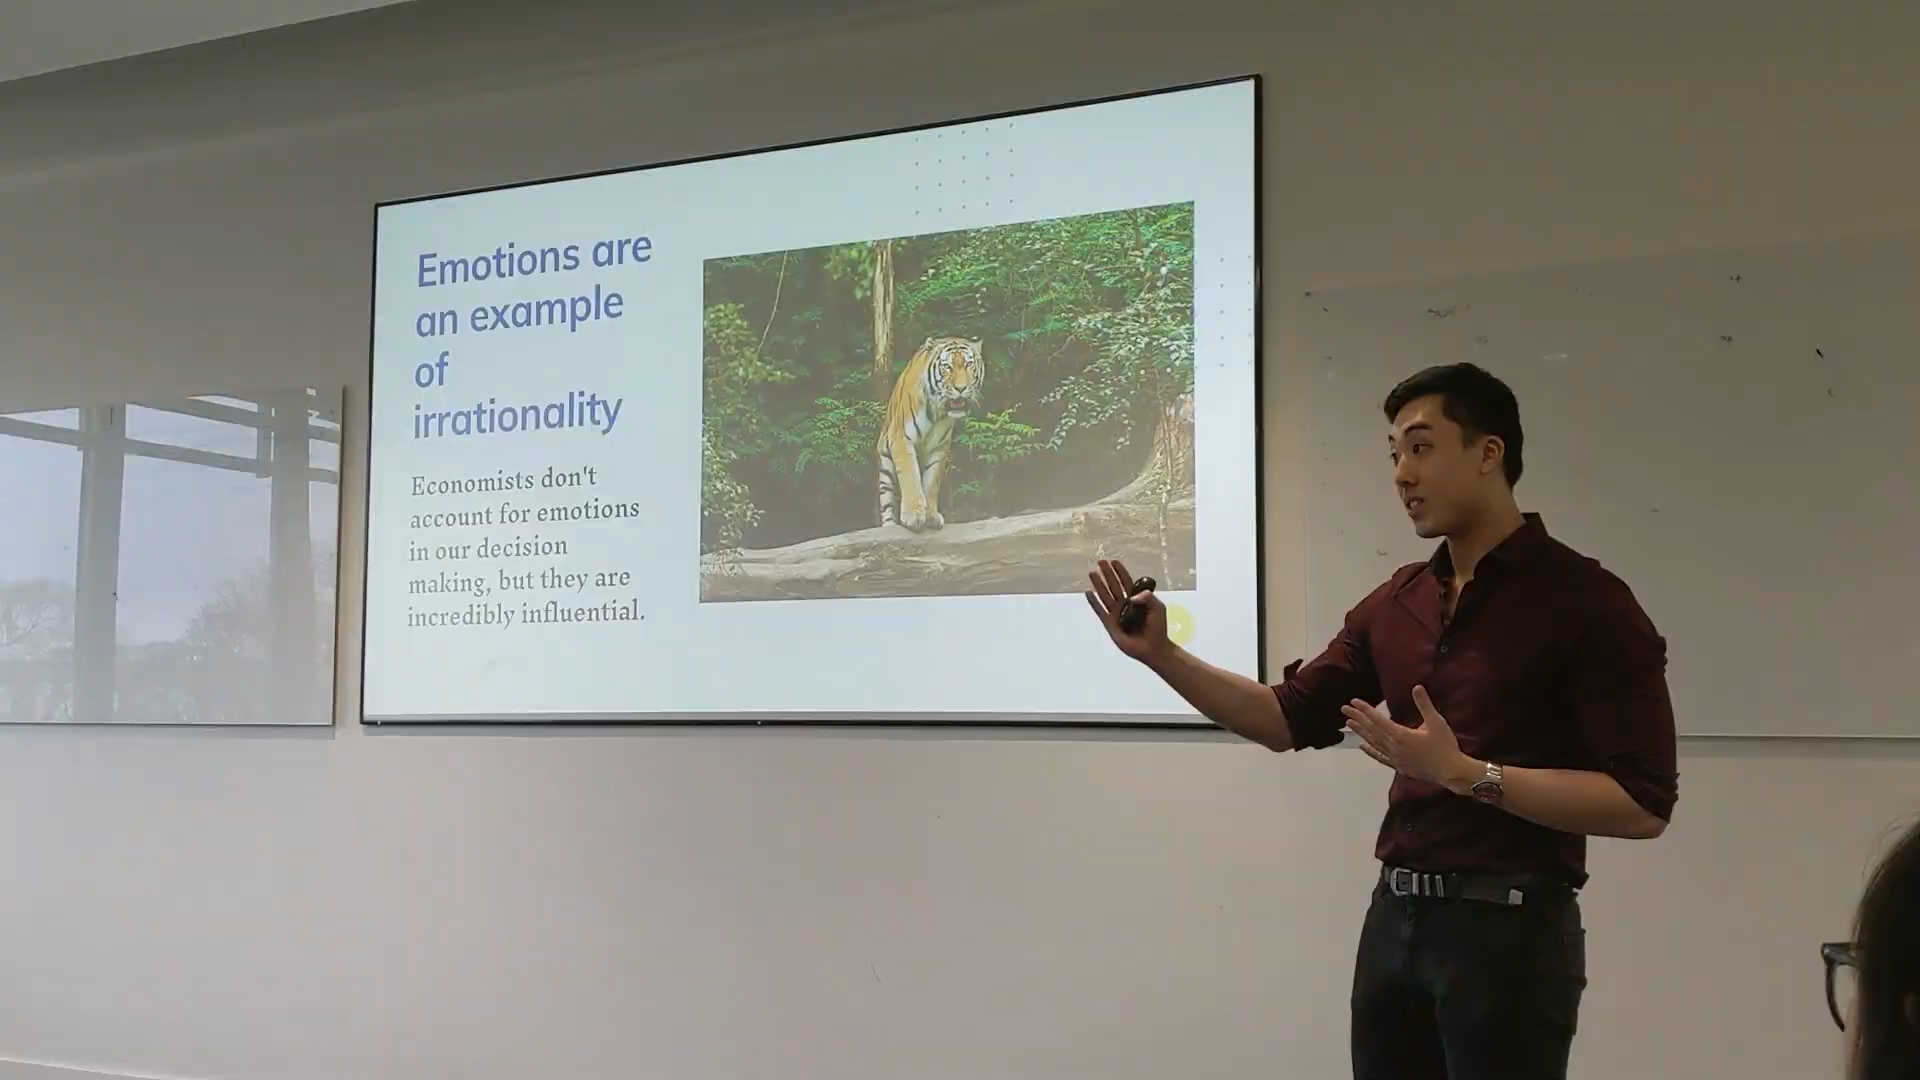 Emotions are
an example
of
irrationality
Economists don't
account for emotions
in our decision
making, but they are
incredibly influential.